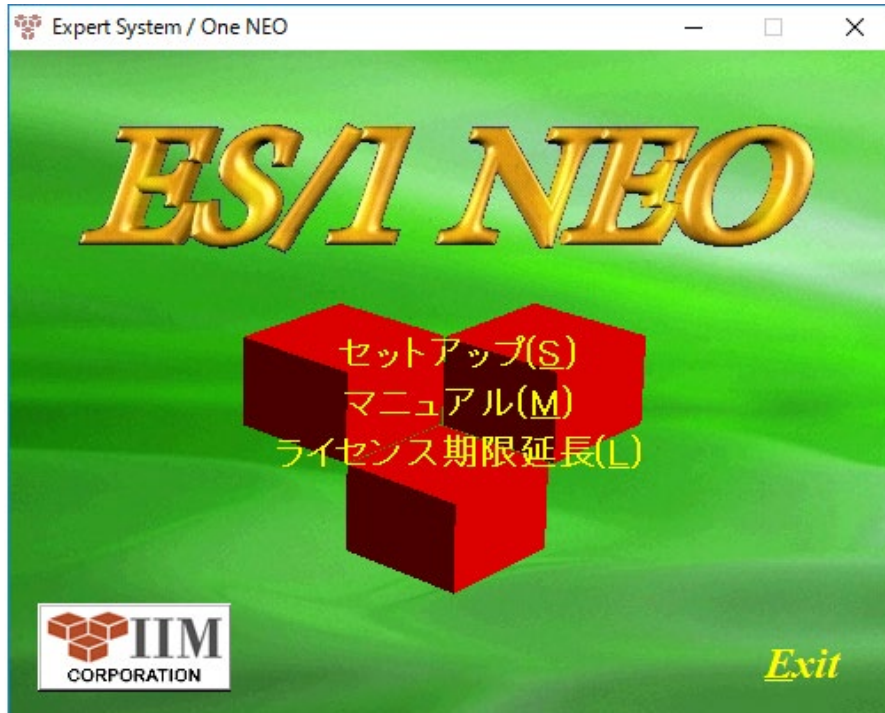 Expert System / One NEO
ES/1 NEO
セットアップ(S)
マニュアル(M)
ライセンス期限延長(L)
IIM
CORPORATION
Exit